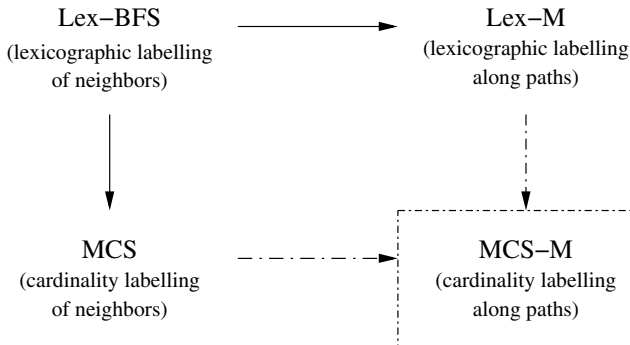 Lex−BFS
(lexicographic labelling
of neighbors)
Lex−M
(lexicographic labelling
along paths)
MCS
(cardinality labelling
of neighbors)
MCS−M
(cardinality labelling
along paths)